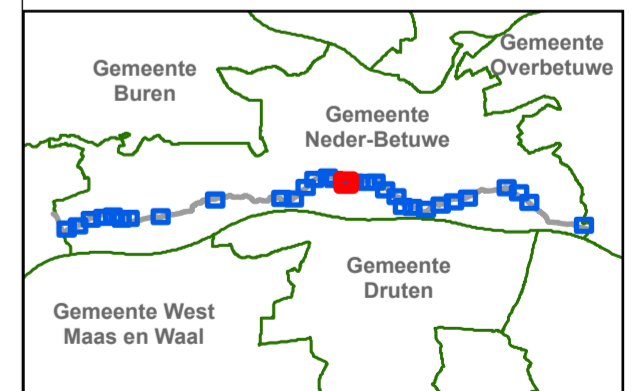 Gemeente
Overbetuwe
Gemeente
Buren
Gemeente
Neder-Betuwe
Gemeente
Druten
Gemeente West
Maas en Waal